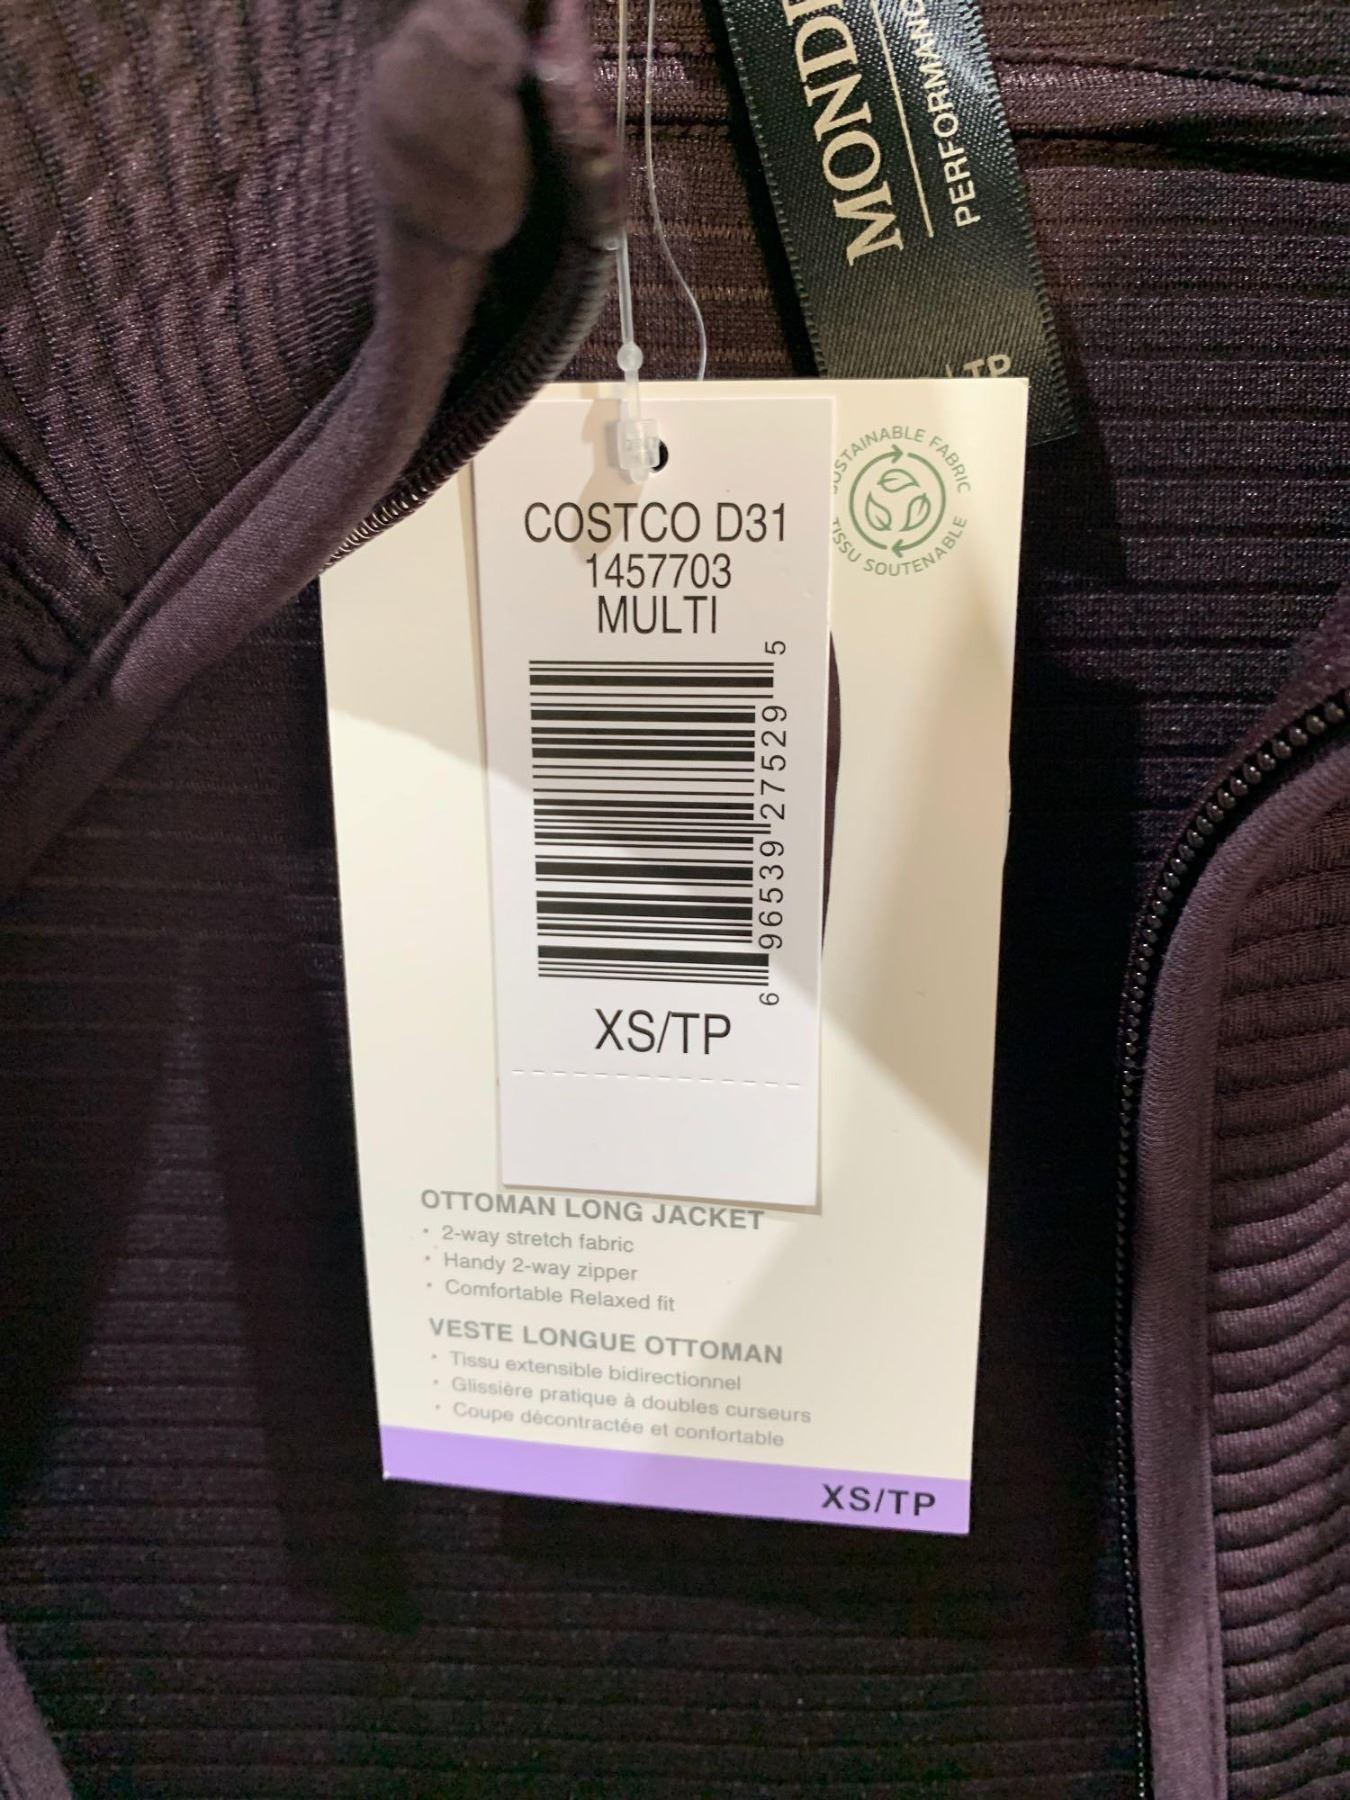 PERFORMANC
COSTCO D31
1457703
MULTI
6 96539 27529 5
XS/TP
SUSTAINABLE FABRIC
TISSU SOUTENABLE
OTTOMAN LONG JACKET
• 2-way stretch fabric
• Handy 2-way zipper
• Comfortable Relaxed fit
VESTE LONGUE OTTOMAN
• Tissu extensible bidirectionnel
• Glissière pratique à doubles curseurs
• Coupe décontractée et confortable
XS/TP